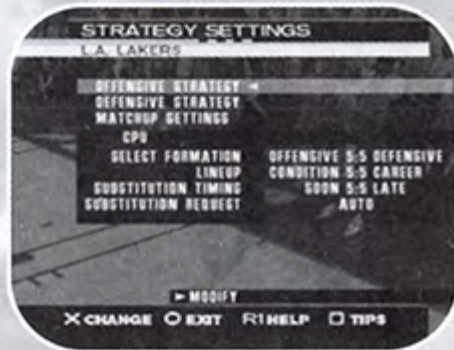 STRATEGY SETTINGS
L.A. LAKERS
OFFENSIVE STRATEGY ◄
DEFENSIVE STRATEGY
MATCHUP SETTINGS
CPU
SELECT FORMATION OFFENSIVE 5:5 DEFENSIVE
LINEUP CONDITION 5:5 CAREER
SUBSTITUTION TIMING SOON 5:5 LATE
SUBSTITUTION REQUEST AUTO
► MODIFY
X CHANGE O EXIT R1 HELP □ TIPS